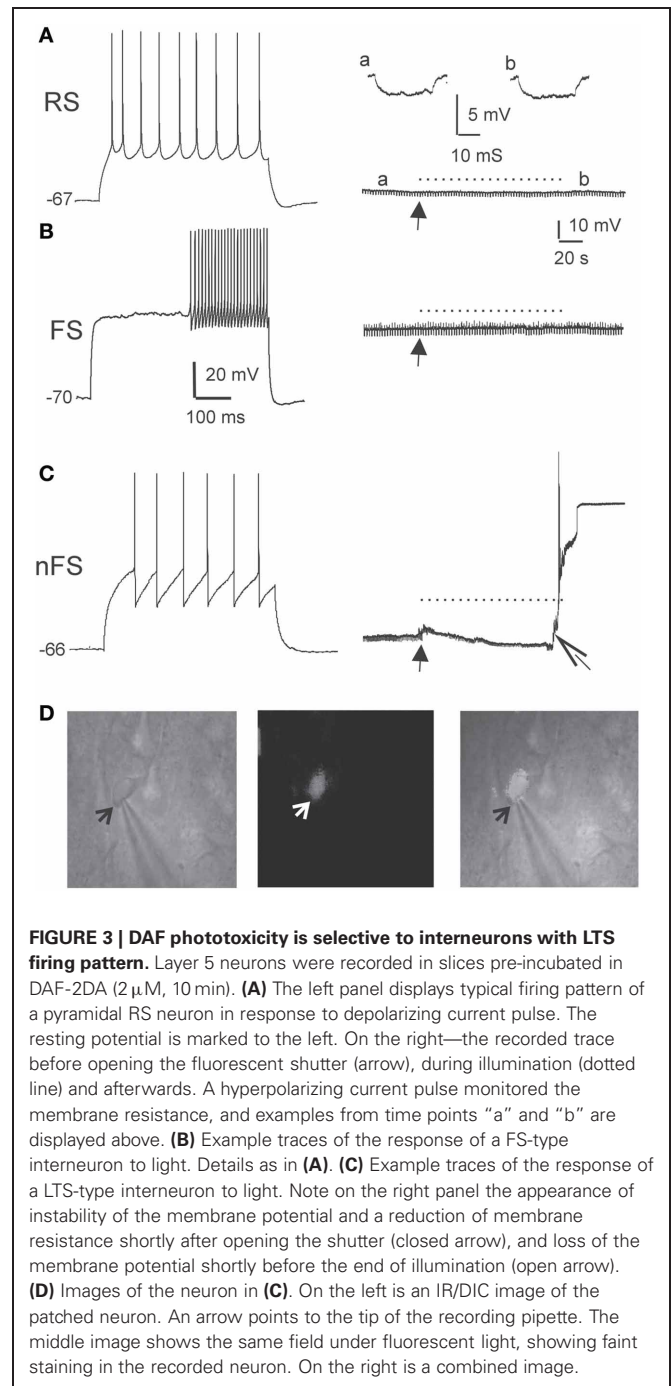 A
RS
-67
a
b
5 mV
10 mS
a
b
10 mV
20 s
B
FS
-70
20 mV
100 ms
C
nFS
-66
D
FIGURE 3 | DAF phototoxicity is selective to interneurons with LTS
firing pattern. Layer 5 neurons were recorded in slices pre-incubated in
DAF-2DA (2 μM, 10 min). (A) The left panel displays typical firing pattern of
a pyramidal RS neuron in response to depolarizing current pulse. The
resting potential is marked to the left. On the right—the recorded trace
before opening the fluorescent shutter (arrow), during illumination (dotted
line) and afterwards. A hyperpolarizing current pulse monitored the
membrane resistance, and examples from time points "a" and "b" are
displayed above. (B) Example traces of the response of a FS-type
interneuron to light. Details as in (A). (C) Example traces of the response of
a LTS-type interneuron to light. Note on the right panel the appearance of
instability of the membrane potential and a reduction of membrane
resistance shortly after opening the shutter (closed arrow), and loss of the
membrane potential shortly before the end of illumination (open arrow).
(D) Images of the neuron in (C). On the left is an IR/DIC image of the
patched neuron. An arrow points to the tip of the recording pipette. The
middle image shows the same field under fluorescent light, showing faint
staining in the recorded neuron. On the right is a combined image.